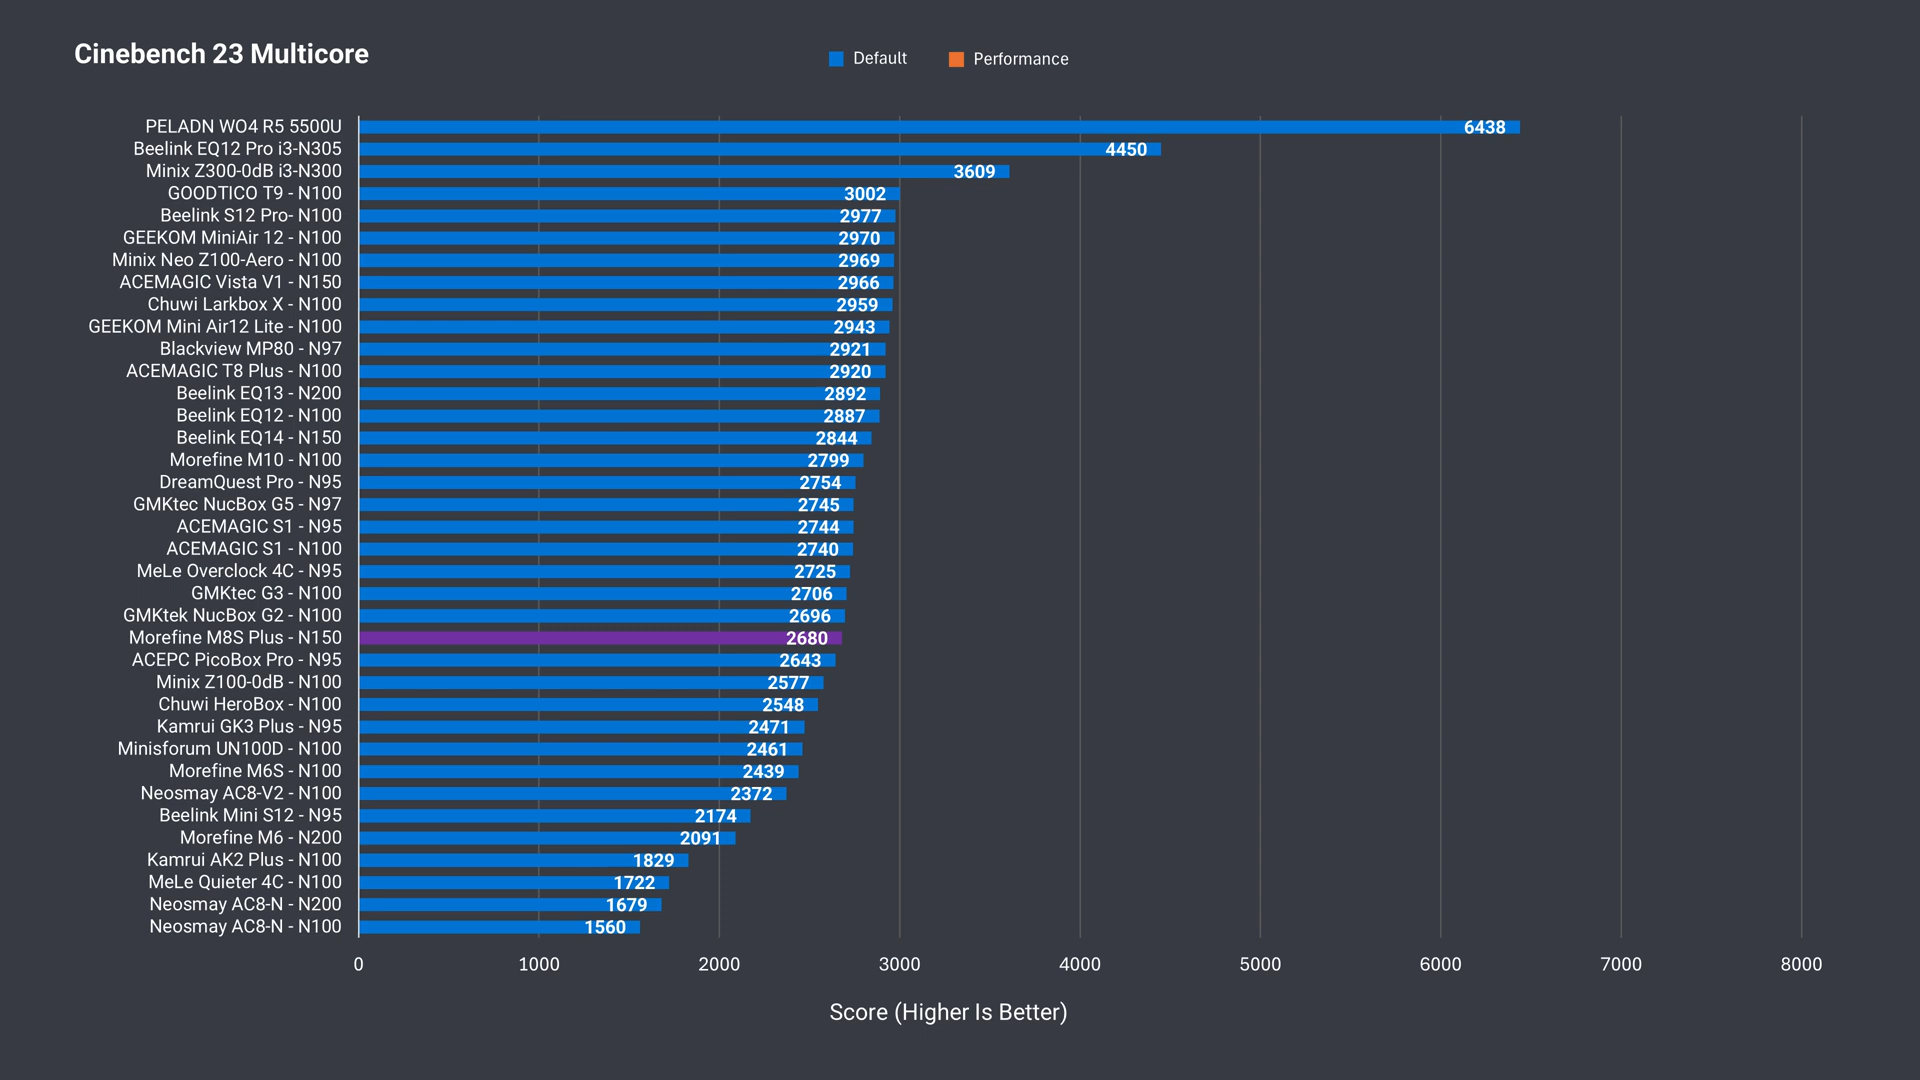 Cinebench 23 Multicore
Default
Performance
PELADN WO4 R5 5500U 6438
Beelink EQ12 Pro i3-N305 4450
Minix Z300-0dB i3-N300 3609
GOODTICO T9 - N100 3002
Beelink S12 Pro- N100 2977
GEEKOM MiniAir 12 - N100 2970
Minix Neo Z100-Aero - N100 2969
ACEMAGIC Vista V1 - N150 2966
Chuwi Larkbox X - N100 2959
GEEKOM Mini Air12 Lite - N100 2943
Blackview MP80 - N97 2921
ACEMAGIC T8 Plus - N100 2920
Beelink EQ13 - N200 2892
Beelink EQ12 - N100 2887
Beelink EQ14 - N150 2844
Morefine M10 - N100 2799
DreamQuest Pro - N95 2754
GMKtec NucBox G5 - N97 2745
ACEMAGIC S1 - N95 2744
ACEMAGIC S1 - N100 2740
MeLe Overclock 4C - N95 2725
GMKtec G3 - N100 2706
GMKtek NucBox G2 - N100 2696
Morefine M8S Plus - N150 2680
ACEPC PicoBox Pro - N95 2643
Minix Z100-0dB - N100 2577
Chuwi HeroBox - N100 2548
Kamrui GK3 Plus - N95 2471
Minisforum UN100D - N100 2461
Morefine M6S - N100 2439
Neosmay AC8-V2 - N100 2372
Beelink Mini S12 - N95 2174
Morefine M6 - N200 2091
Kamrui AK2 Plus - N100 1829
MeLe Quieter 4C - N100 1722
Neosmay AC8-N - N200 1679
Neosmay AC8-N - N100 1560
0 1000 2000 3000 4000 5000 6000 7000 8000
Score (Higher Is Better)